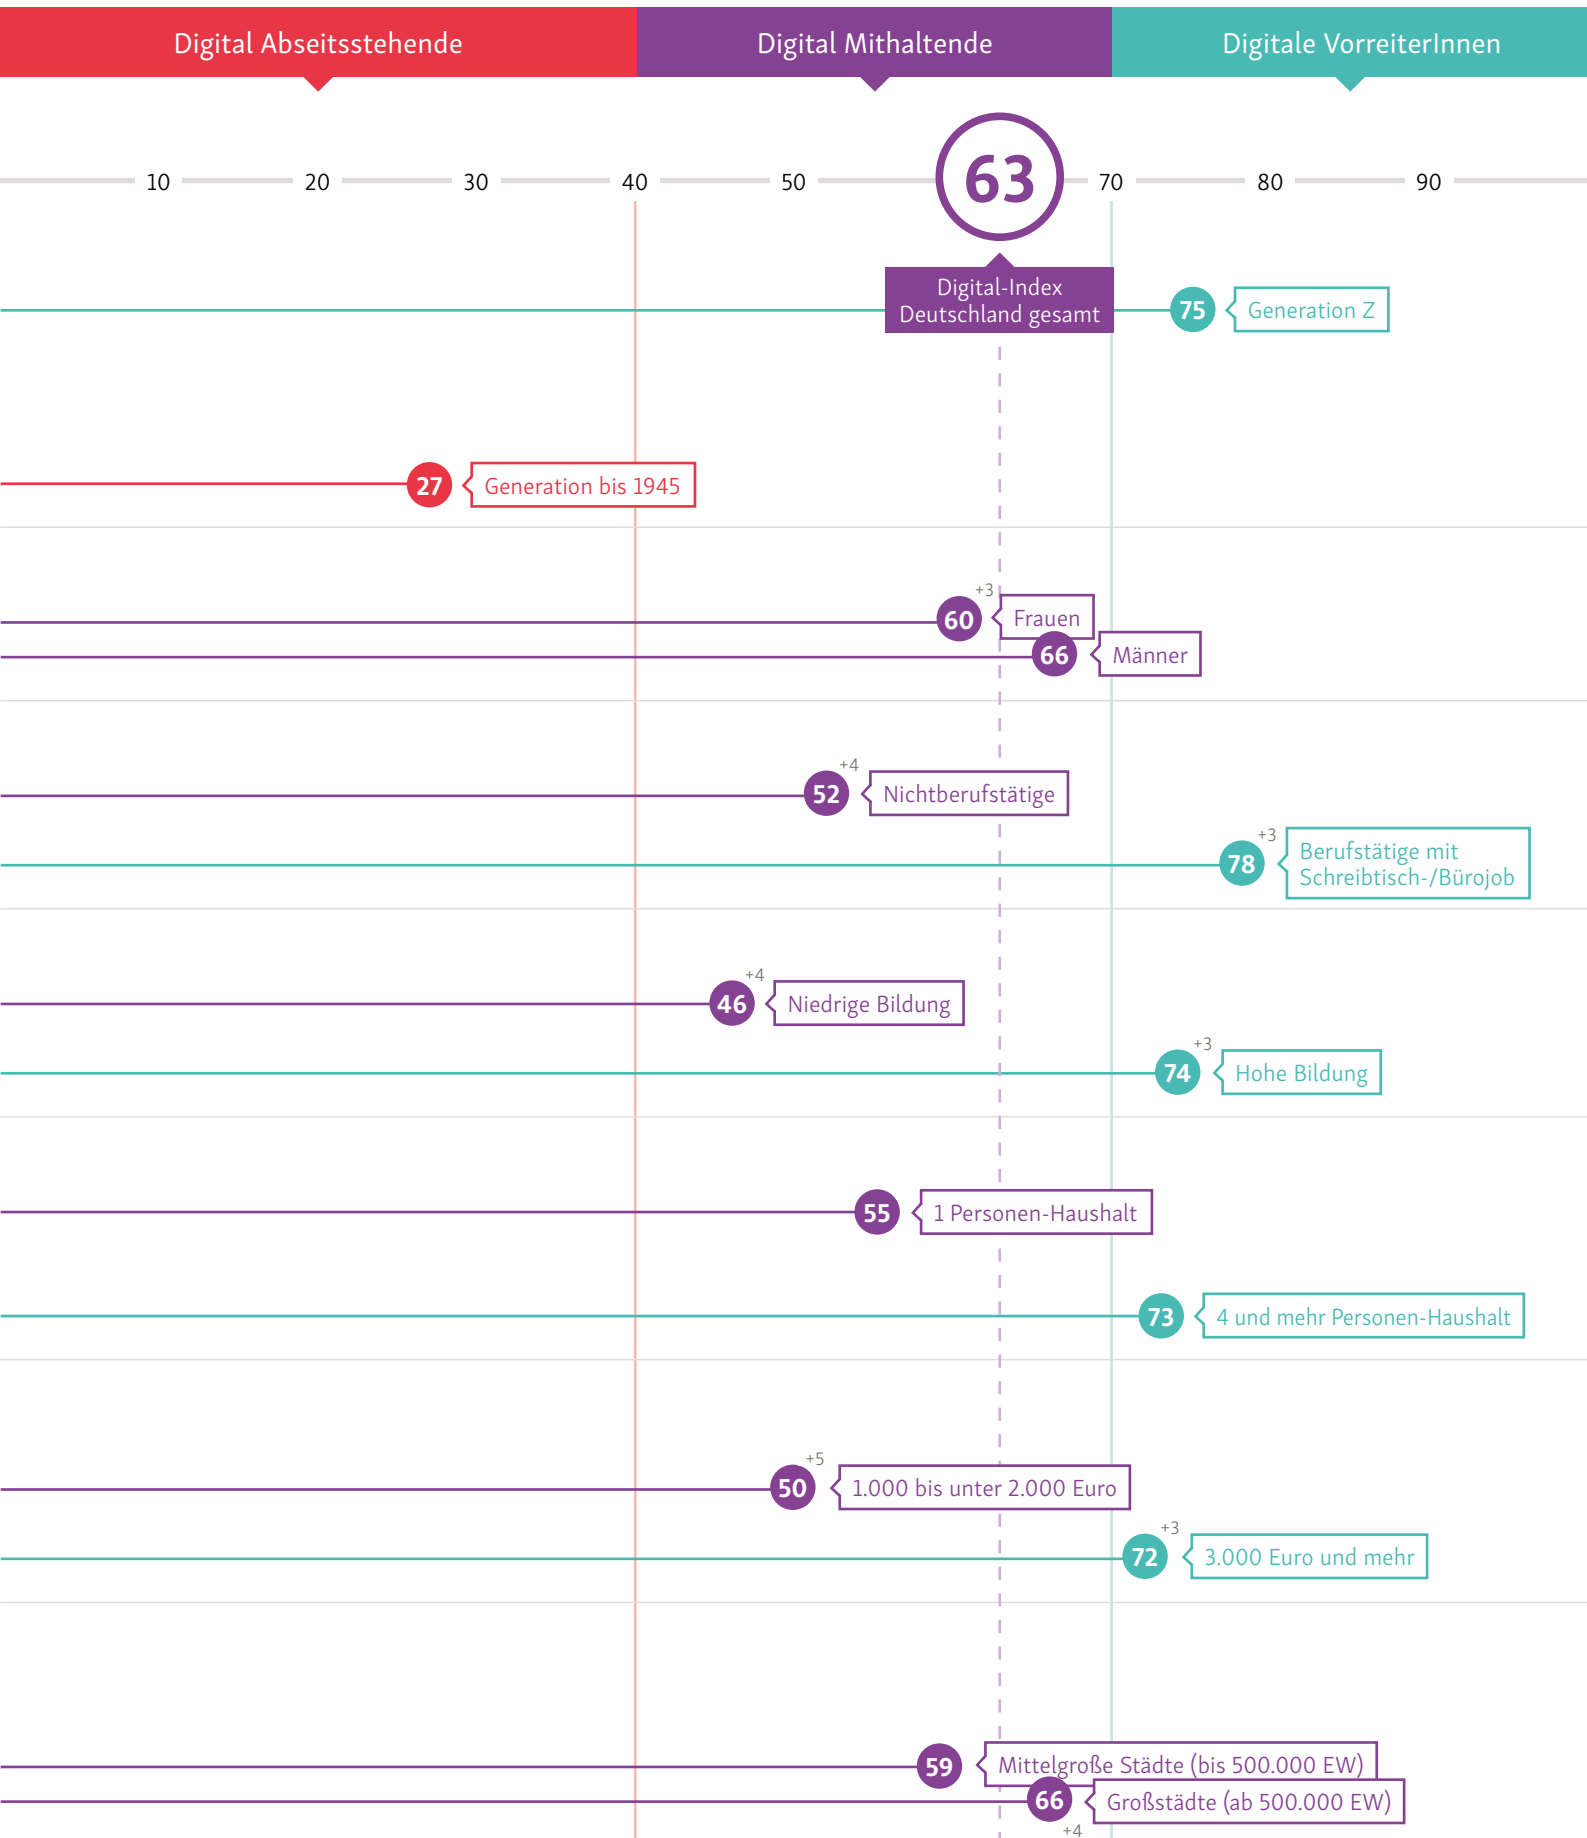 Digital Abseitsstehende
Digital Mithaltende
Digitale VorreiterInnen
10
20
30
40
50
63
70
80
90
Digital-Index
Deutschland gesamt
75
Generation Z
27
Generation bis 1945
+3
60
Frauen
66
Männer
+4
52
Nichtberufstätige
+3
78
Berufstätige mit
Schreibtisch-/Bürojob
+4
46
Niedrige Bildung
+3
74
Hohe Bildung
55
1 Personen-Haushalt
73
4 und mehr Personen-Haushalt
+5
50
1.000 bis unter 2.000 Euro
+3
72
3.000 Euro und mehr
59
Mittelgroße Städte (bis 500.000 EW)
66
Großstädte (ab 500.000 EW)
+4